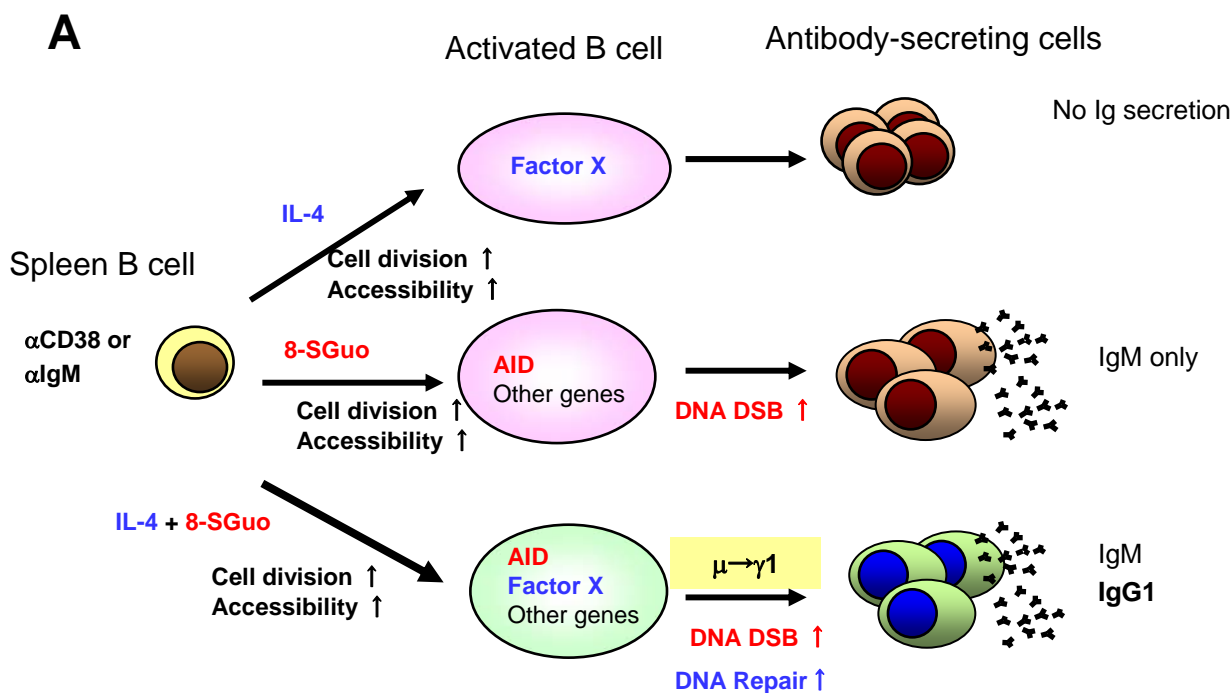 A
Activated B cell
Antibody-secreting cells
No Ig secretion
Factor X
IL-4
Cell division ↑
Accessibility ↑
Spleen B cell
αCD38 or
αIgM
8-SGuo
Cell division ↑
Accessibility ↑
AID
Other genes
DNA DSB ↑
IgM only
IL-4 + 8-SGuo
Cell division ↑
Accessibility ↑
AID
Factor X
Other genes
μ→γ1
DNA DSB ↑
DNA Repair ↑
IgM
IgG1